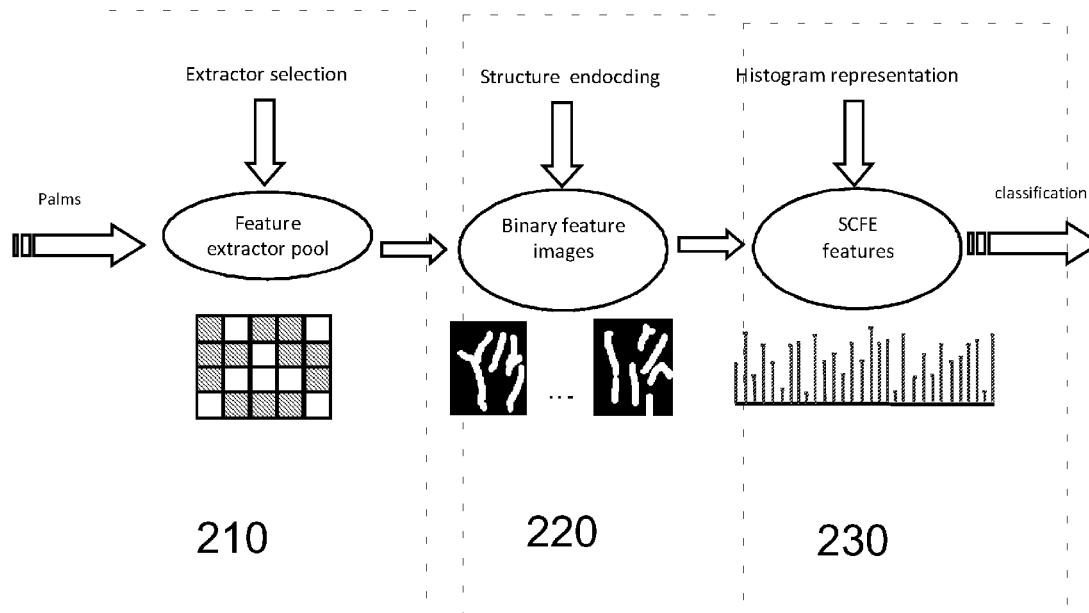 Extractor selection
Structure endocding
Histogram representation
Palms
classification
Feature
extractor pool
Binary feature
images
SCFE
features
...
210
220
230